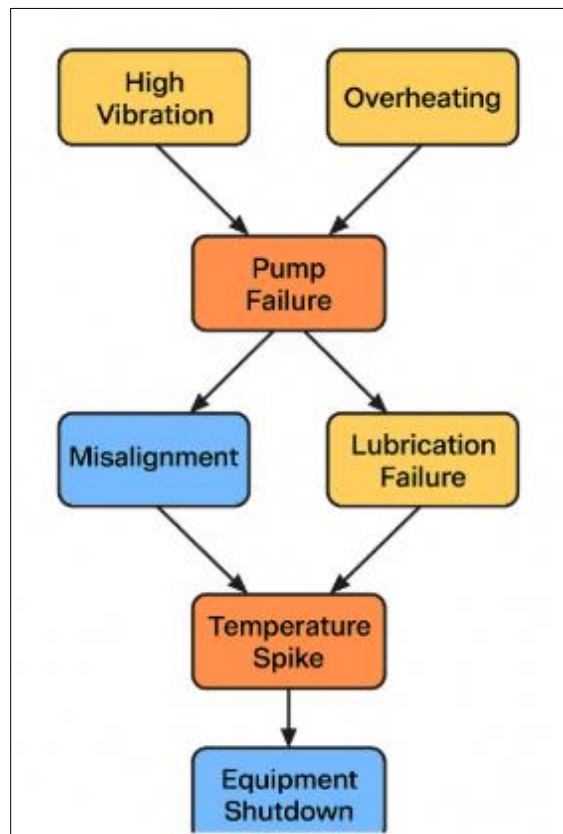 High
Vibration
Overheating
Pump
Failure
Misalignment
Lubrication
Failure
Temperature
Spike
Equipment
Shutdown